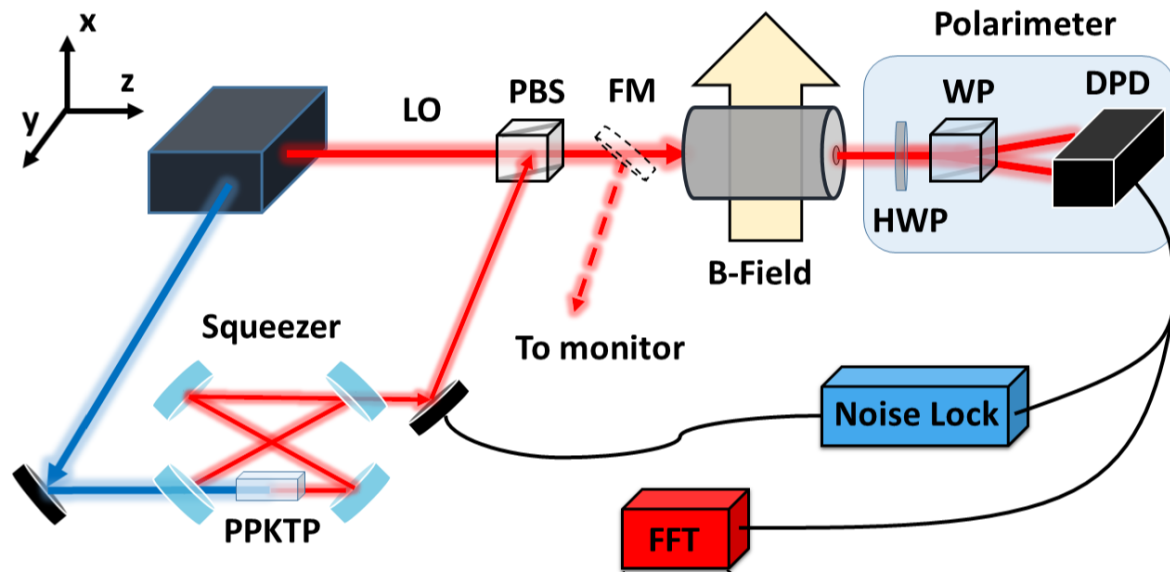 x
z
y
LO
PBS
FM
Polarimeter
WP
DPD
HWP
B-Field
Squeezer
To monitor
Noise Lock
PPKTP
FFT